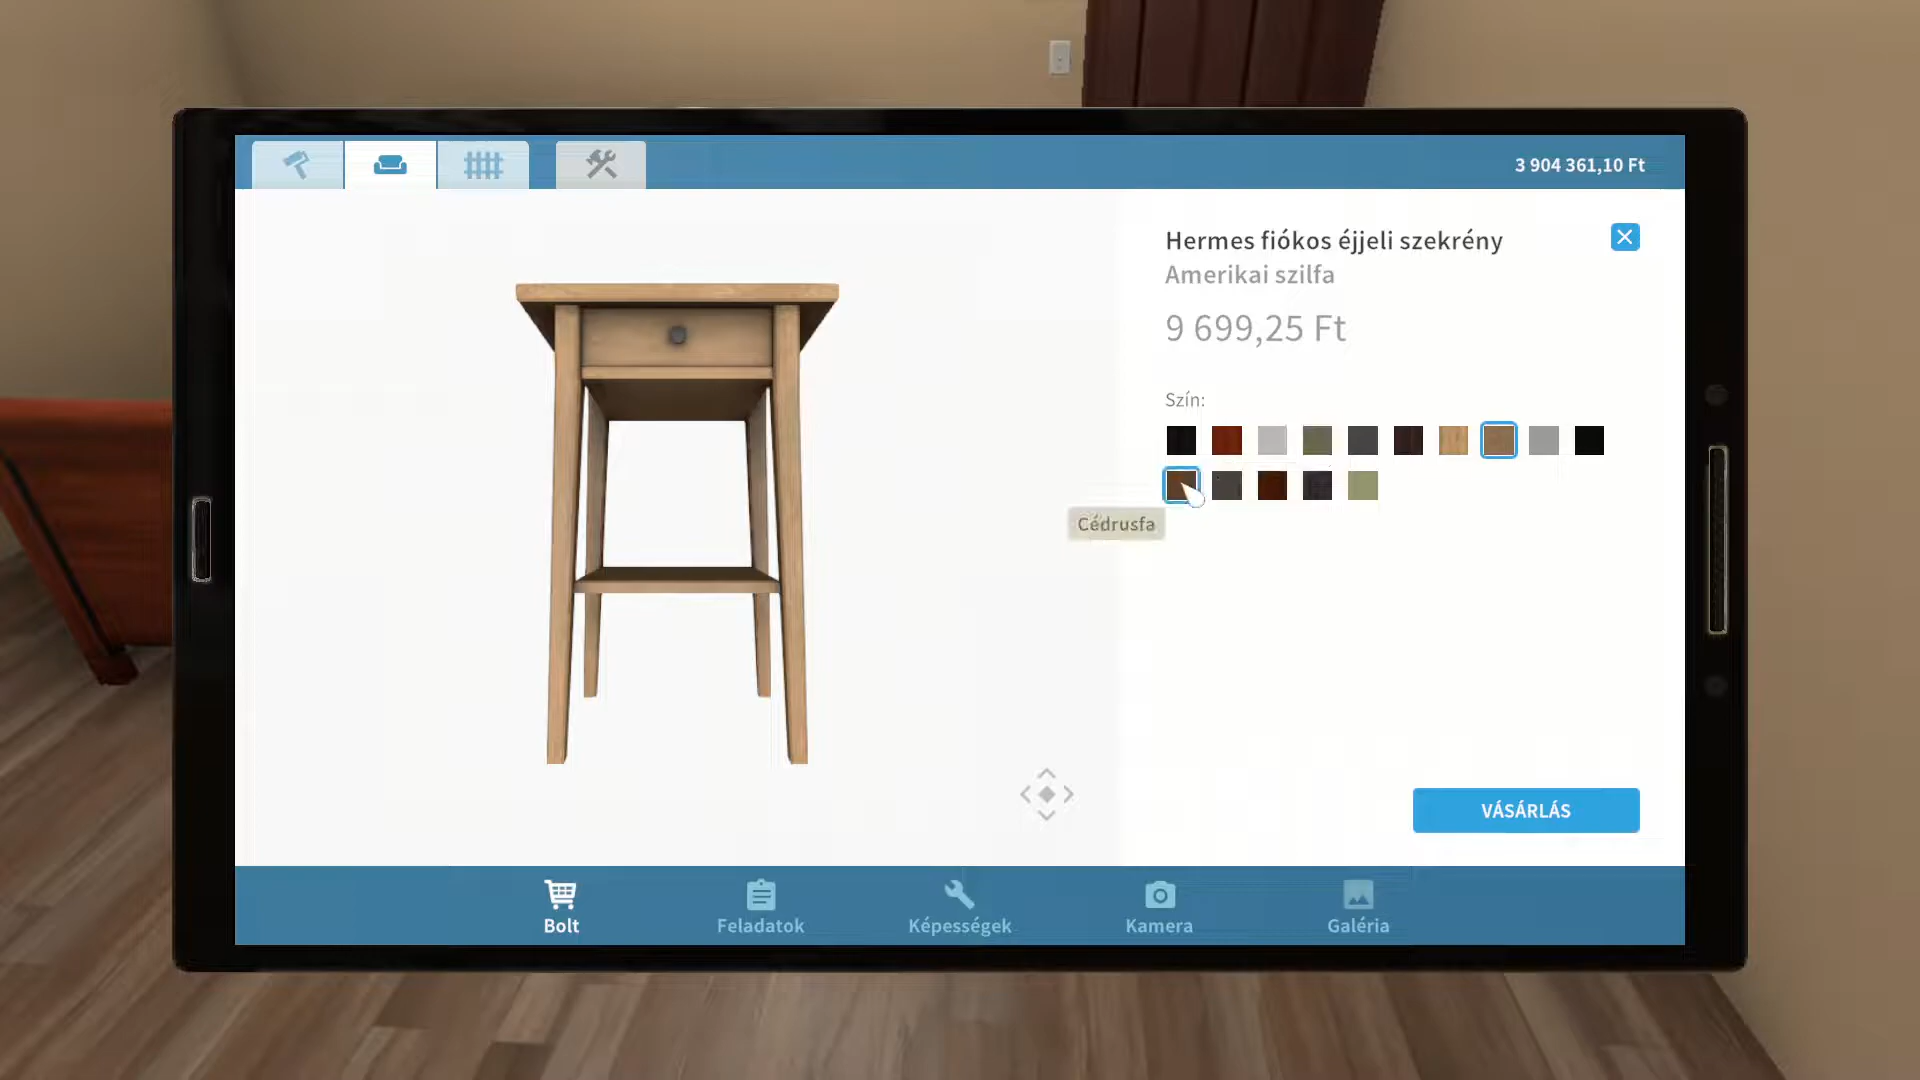 3 904 361,10 Ft
Hermes fiókos éjjeli szekrény
Amerikai szilfa
9 699,25 Ft
Szín:
Cédrusfa
VÁSÁRLÁS
Bolt
Feladatok
Képességek
Kamera
Galéria